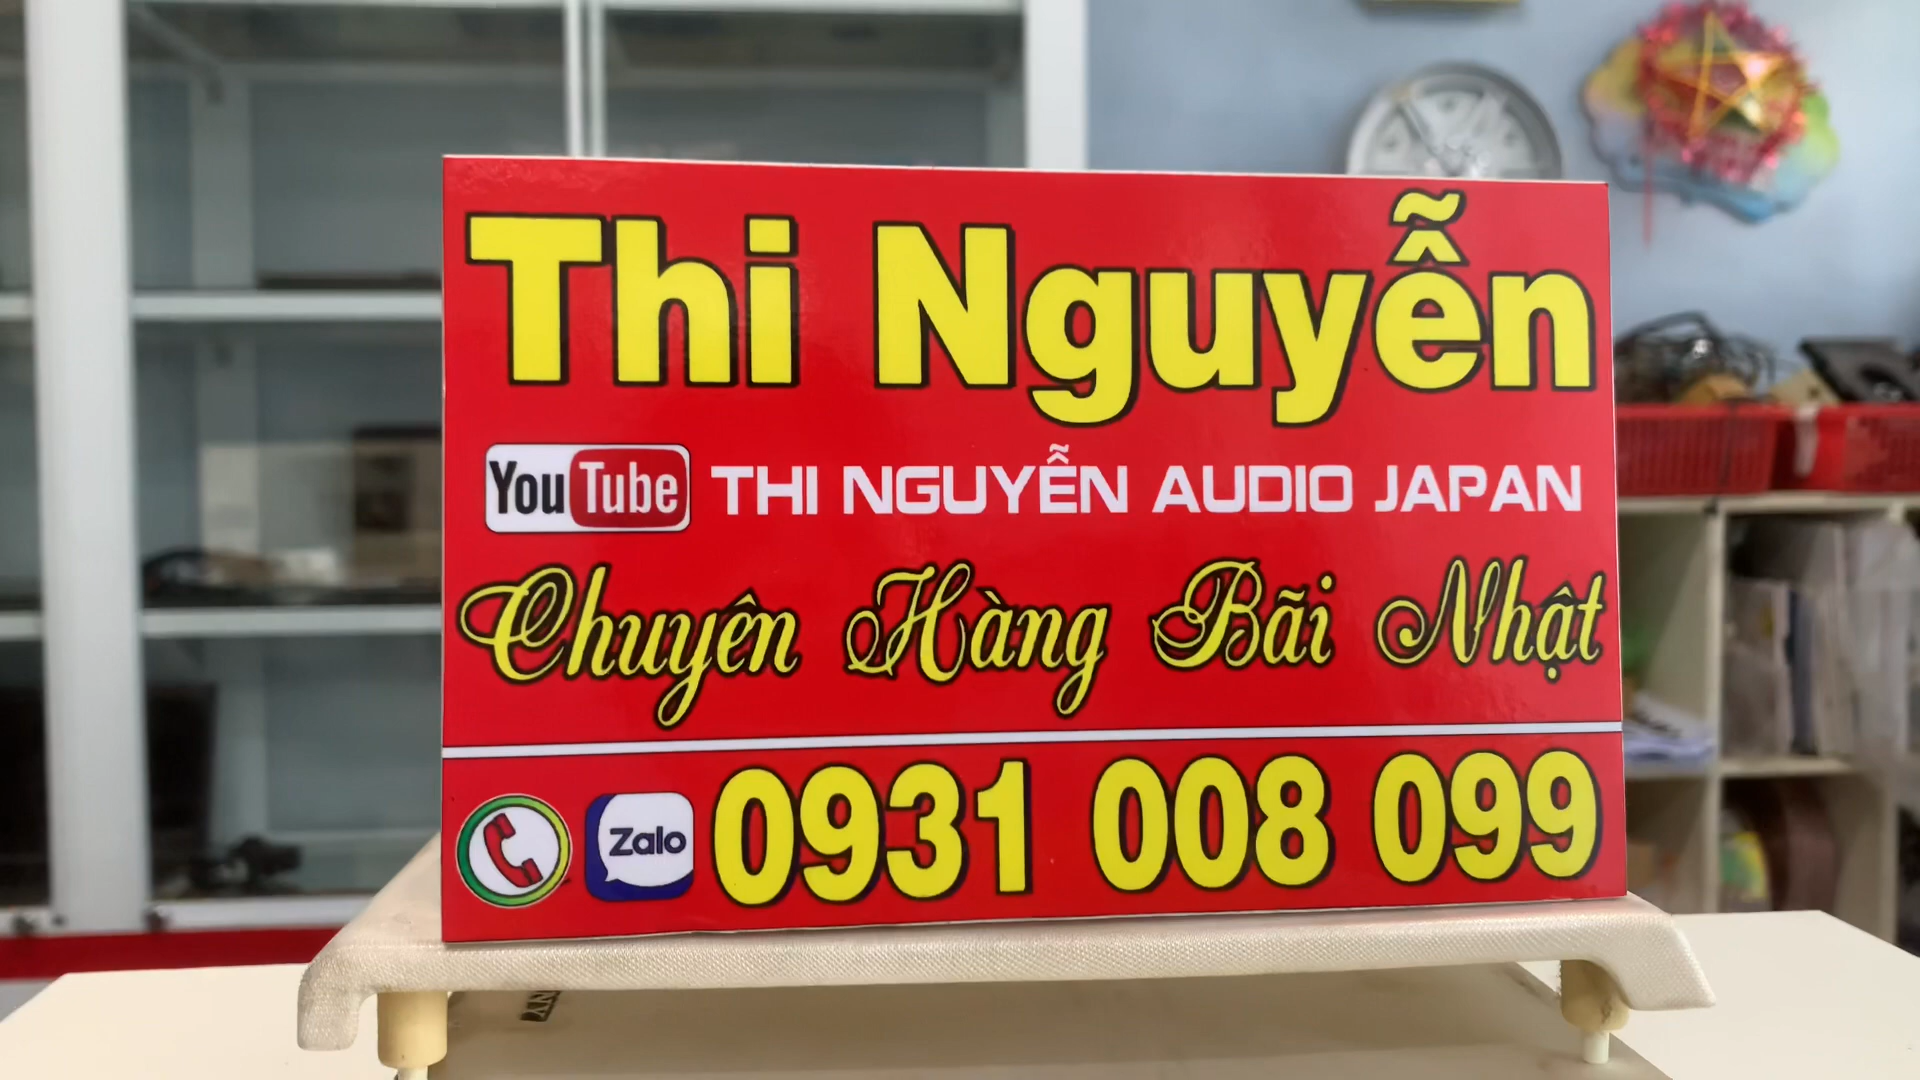 Thi Nguyễn
YouTube THI NGUYỄN AUDIO JAPAN
Chuyên Hàng Bãi Nhật
Zalo 0931 008 099